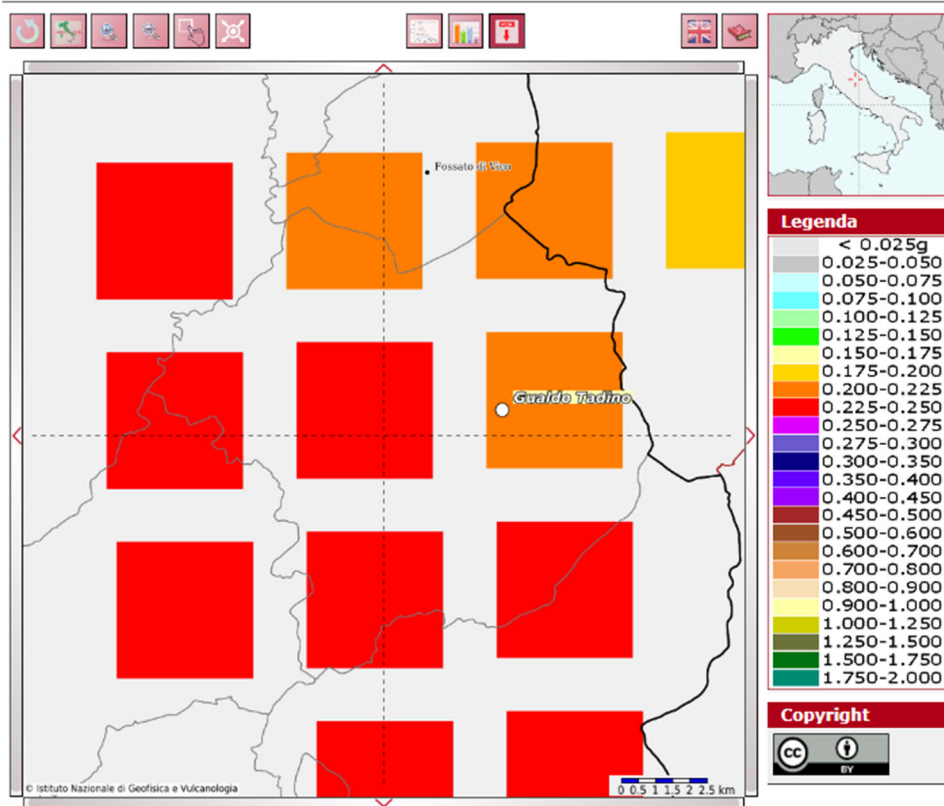 Fossato di Vico
Gualdo Tadino
© Istituto Nazionale di Geofisica e Vulcanologia
0 0.5 1 1.5 2 2.5 km
Legenda
< 0.025g
0.025-0.050
0.050-0.075
0.075-0.100
0.100-0.125
0.125-0.150
0.150-0.175
0.175-0.200
0.200-0.225
0.225-0.250
0.250-0.275
0.275-0.300
0.300-0.350
0.350-0.400
0.400-0.450
0.450-0.500
0.500-0.600
0.600-0.700
0.700-0.800
0.800-0.900
0.900-1.000
1.000-1.250
1.250-1.500
1.500-1.750
1.750-2.000
Copyright
cc
BY